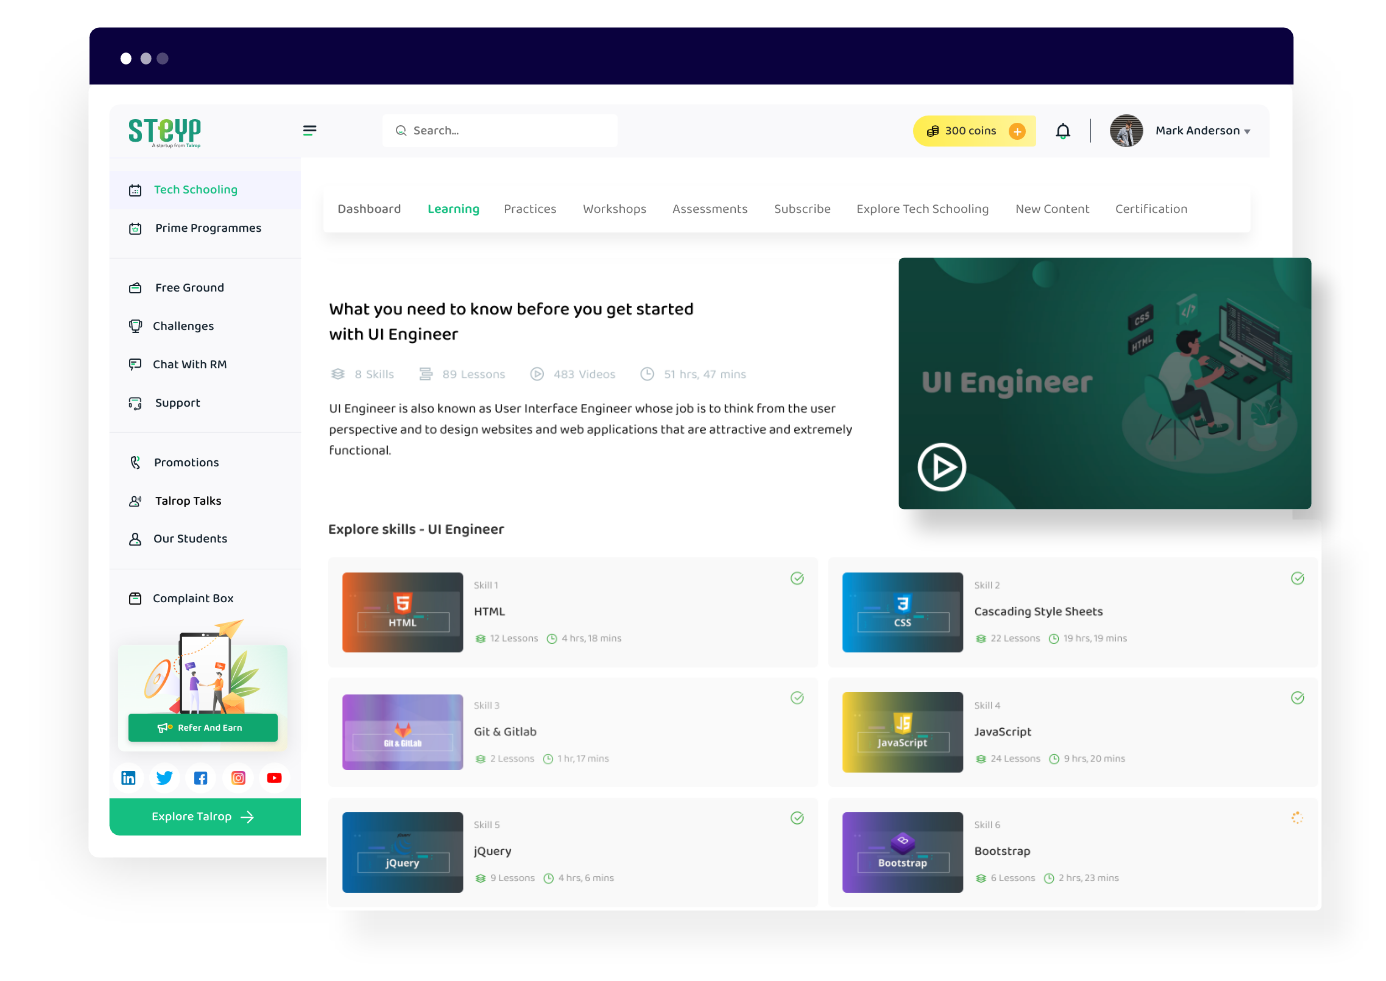 STEYP
A startup from Talrop
Search...
300 coins
Mark Anderson
Tech Schooling
Prime Programmes
Free Ground
Challenges
Chat With RM
Support
Promotions
Talrop Talks
Our Students
Complaint Box
Refer And Earn
Explore Talrop
Dashboard Learning Practices Workshops Assessments Subscribe Explore Tech Schooling New Content Certification
What you need to know before you get started
with UI Engineer
8 Skills 89 Lessons 483 Videos 51 hrs, 47 mins
UI Engineer is also known as User Interface Engineer whose job is to think from the user
perspective and to design websites and web applications that are attractive and extremely
functional.
UI Engineer
CSS
HTML
Explore skills - UI Engineer
HTML
Skill 1
HTML
12 Lessons 4 hrs, 18 mins
CSS
Skill 2
Cascading Style Sheets
22 Lessons 19 hrs, 19 mins
Git & GitLab
Skill 3
Git & Gitlab
2 Lessons 1 hr, 17 mins
JS
JavaScript
Skill 4
JavaScript
24 Lessons 9 hrs, 20 mins
jQuery
Skill 5
jQuery
9 Lessons 4 hrs, 6 mins
Bootstrap
Skill 6
Bootstrap
6 Lessons 2 hrs, 23 mins